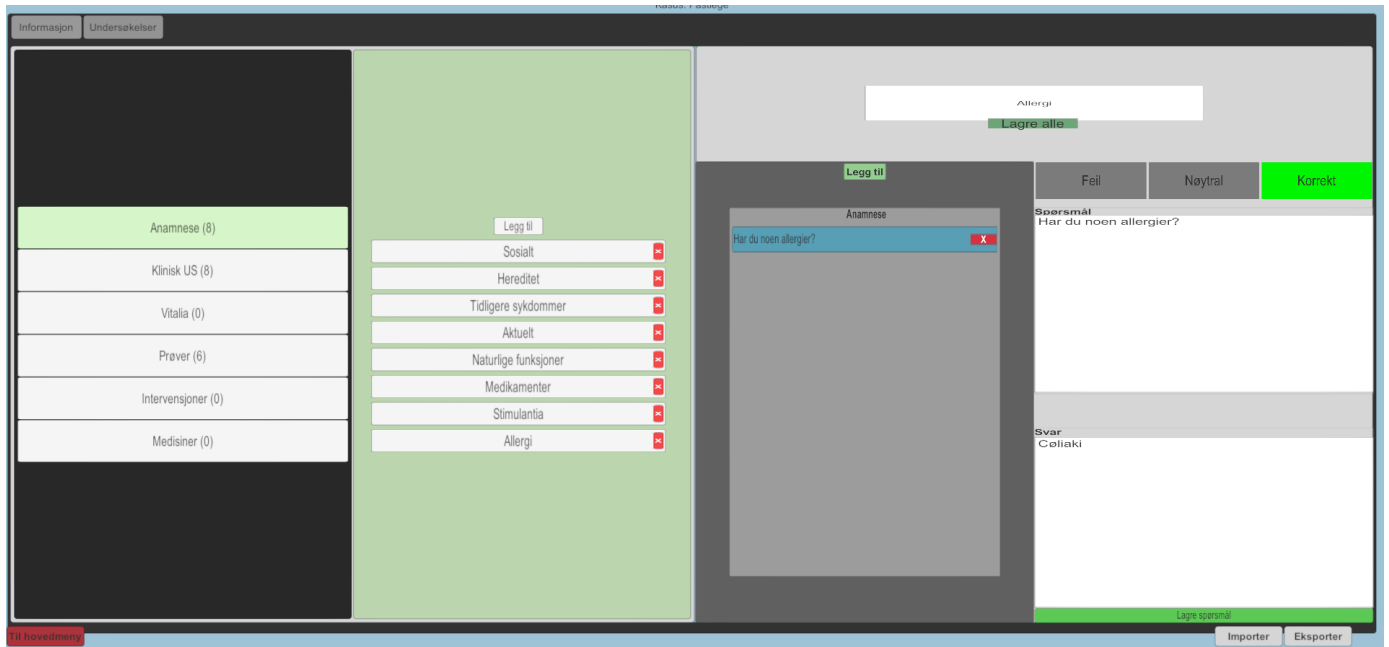 Kasus: Fastlege
Informasjon
Undersøkelser
Anamnese (8)
Klinisk US (8)
Vitalia (0)
Prøver (6)
Intervensjoner (0)
Medisiner (0)
Legg til
Sosialt
x
Hereditet
x
Tidligere sykdommer
x
Aktuelt
x
Naturlige funksjoner
x
Medikamenter
x
Stimulantia
x
Allergi
x
Allergi
Lagre alle
Legg til
Anamnese
Har du noen allergier?
X
Feil
Nøytral
Korrekt
Spørsmål
Har du noen allergier?
Svar
Cøliaki
Lagre spørsmål
Til hovedmeny
Importer
Eksporter